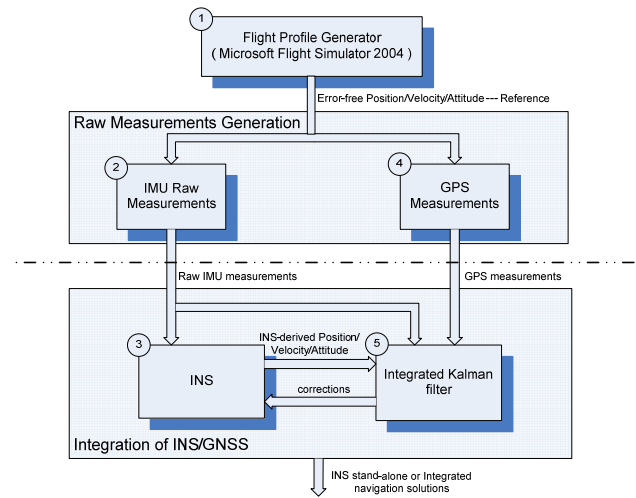 1
Flight Profile Generator
( Microsoft Flight Simulator 2004 )
Error-free Position/Velocity/Attitude--- Reference
Raw Measurements Generation
2
IMU Raw
Measurements
4
GPS
Measurements
Raw IMU measurements
GPS measurements
3
INS
INS-derived Position/
Velocity/Attitude
corrections
5
Integrated Kalman
filter
Integration of INS/GNSS
INS stand-alone or Integrated
navigation solutions